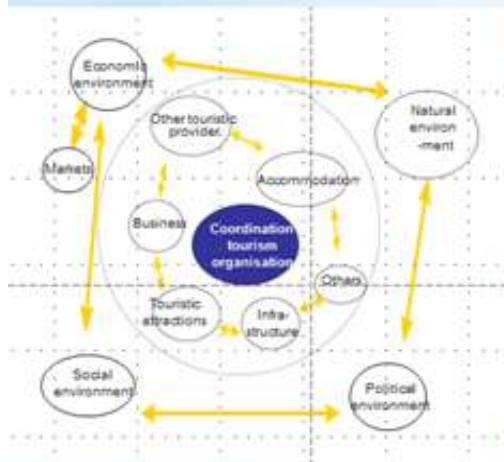 Economic
environment
Other touristic
provider.
Natural
environ
-ment
Markets
Accommodation
Business
Coordination
tourism
organisation
Others
Touristic
attractions
Infra-
structure
Social
environment
Political
environment